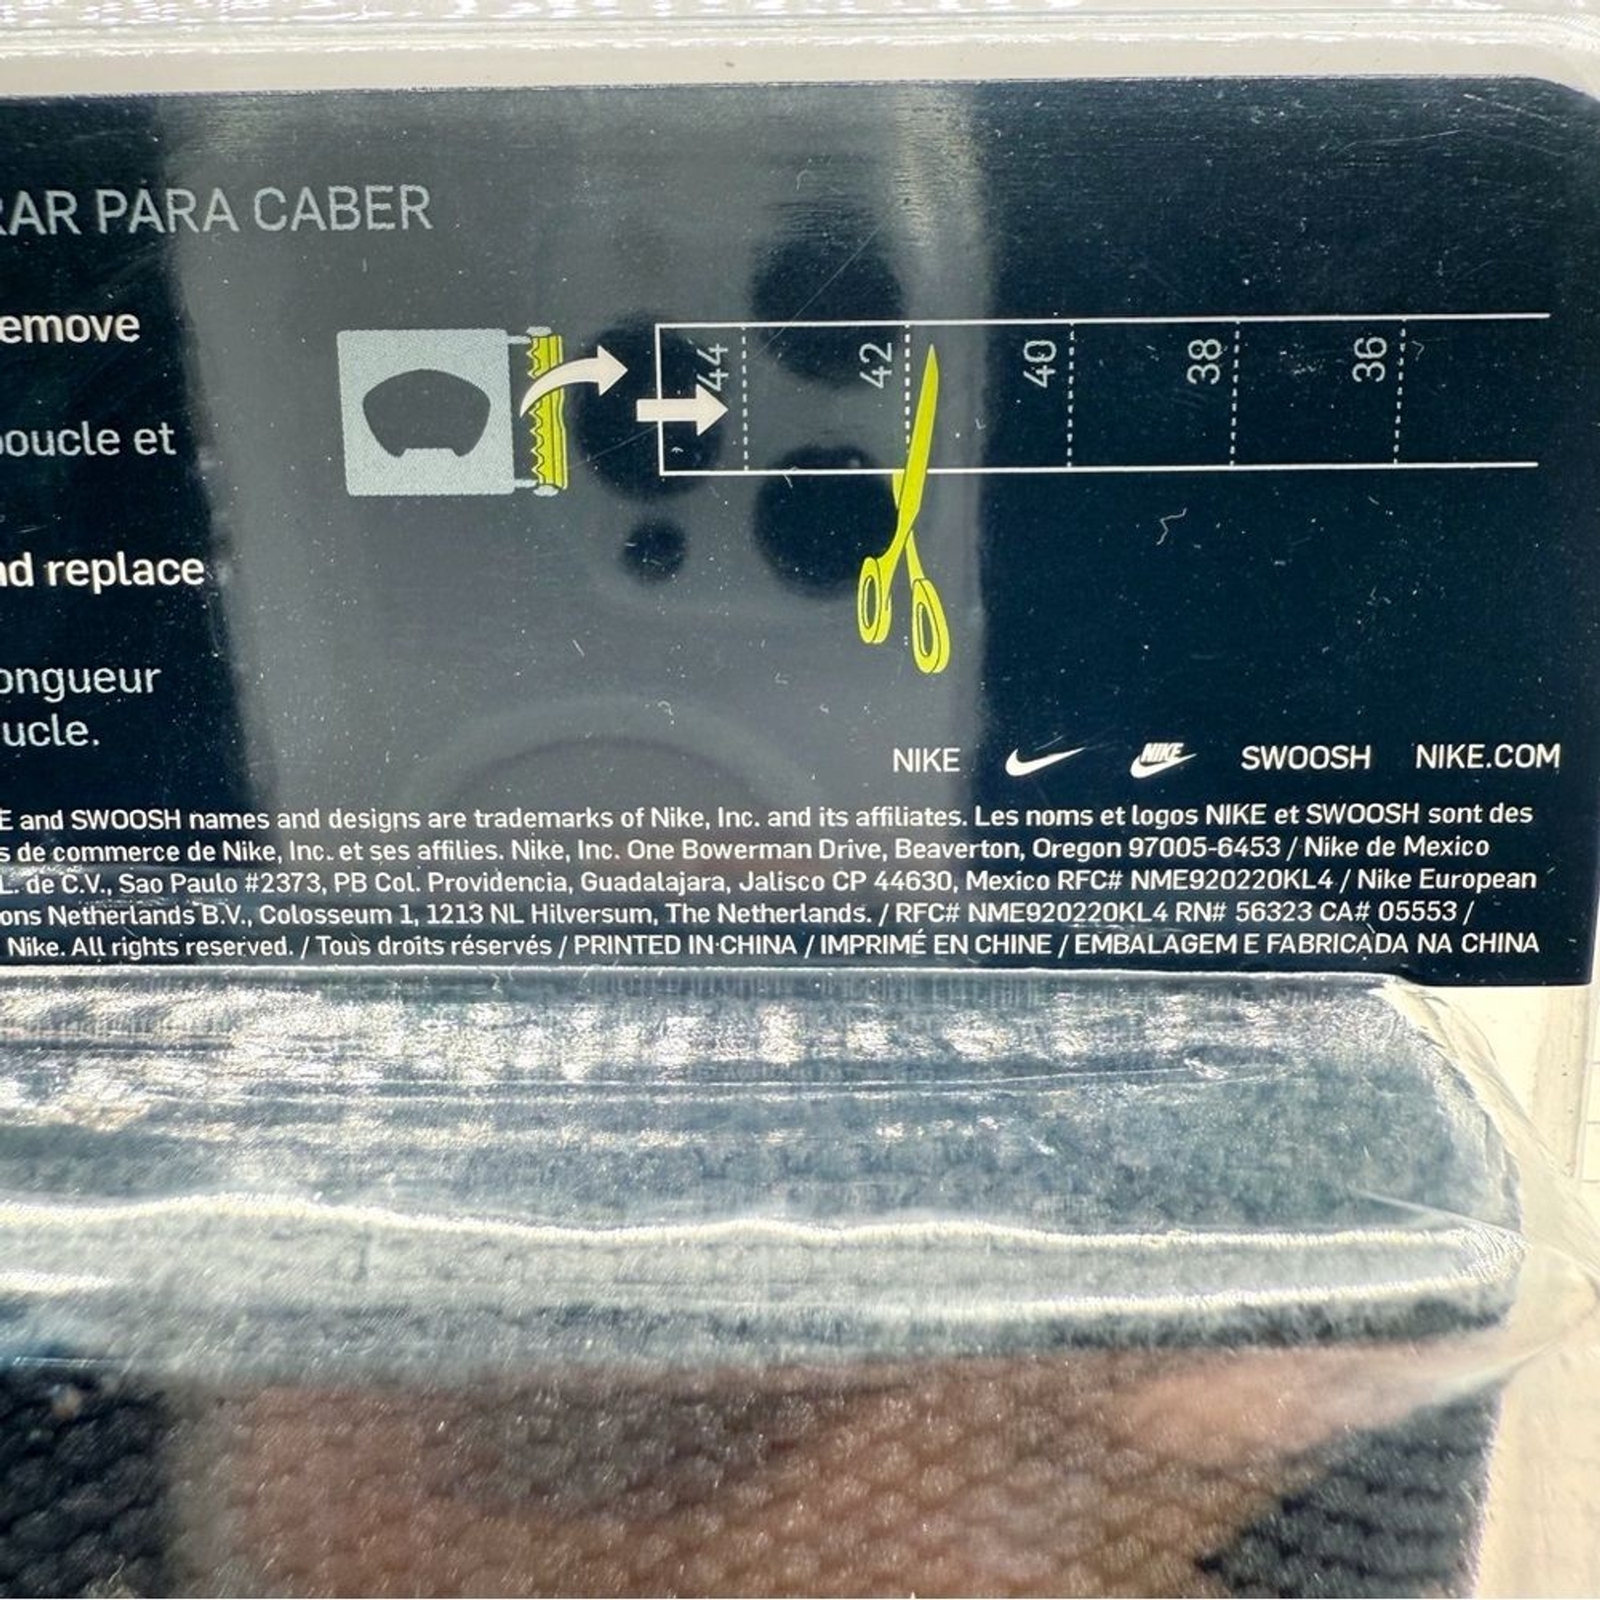 RAR PARA CABER
emove
44
42
40
38
36
boucle et
nd replace
ongueur
ucle.
NIKE NIKE SWOOSH NIKE.COM
E and SWOOSH names and designs are trademarks of Nike, Inc. and its affiliates. Les noms et logos NIKE et SWOOSH sont des
s de commerce de Nike, Inc. et ses affilies. Nike, Inc. One Bowerman Drive, Beaverton, Oregon 97005-6453 / Nike de Mexico
L. de C.V., Sao Paulo #2373, PB Col. Providencia, Guadalajara, Jalisco CP 44630, Mexico RFC# NME920220KL4 / Nike European
ons Netherlands B.V., Colosseum 1, 1213 NL Hilversum, The Netherlands. / RFC# NME920220KL4 RN# 56323 CA# 05553 /
Nike. All rights reserved. / Tous droits réservés / PRINTED IN CHINA / IMPRIMÉ EN CHINE / EMBALAGEM E FABRICADA NA CHINA